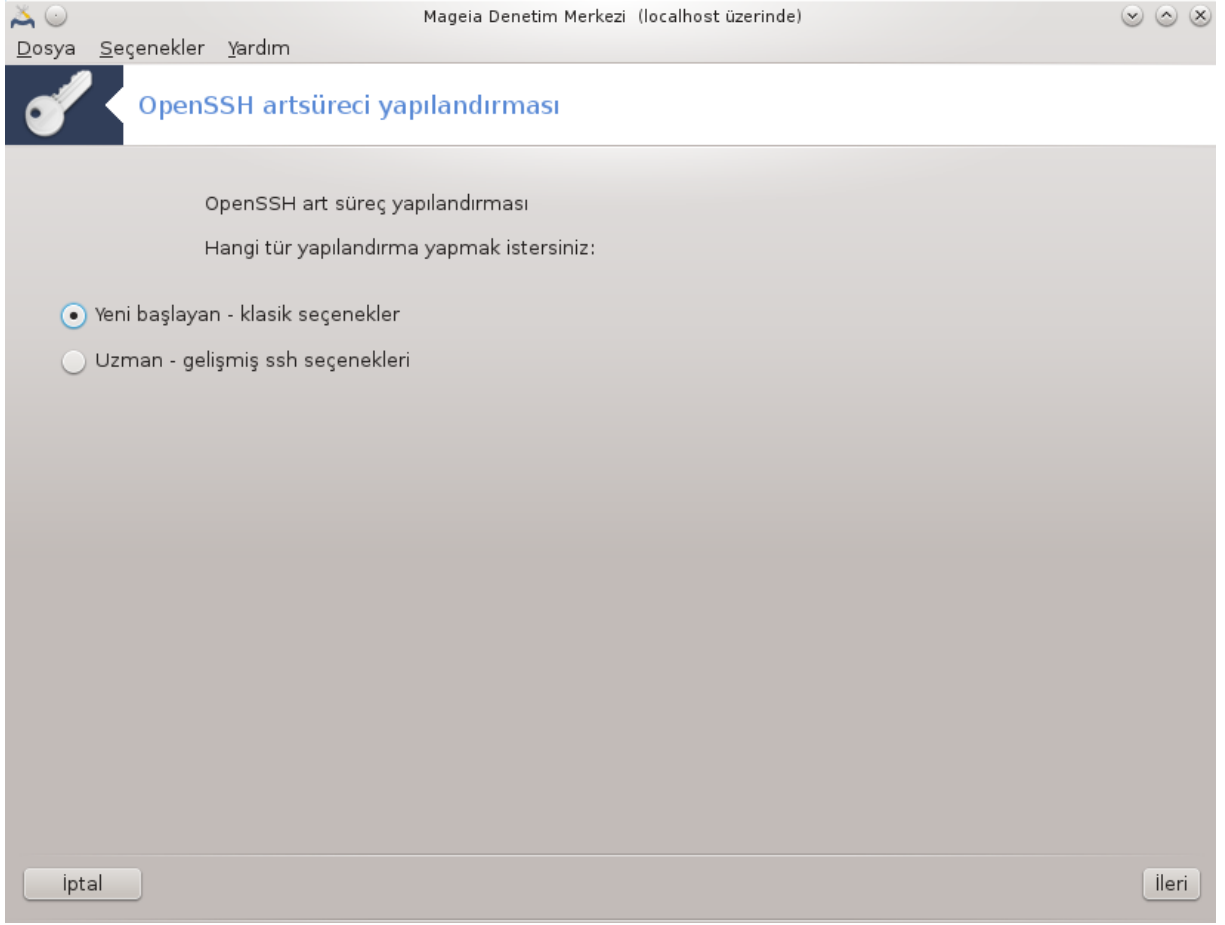 Mageia Denetim Merkezi (localhost üzerinde)
Dosya Seçenekler Yardım
OpenSSH artsüreci yapılandırması
OpenSSH art süreç yapılandırması
Hangi tür yapılandırma yapmak istersiniz:
Yeni başlayan - klasik seçenekler
Uzman - gelişmiş ssh seçenekleri
İptal
İleri